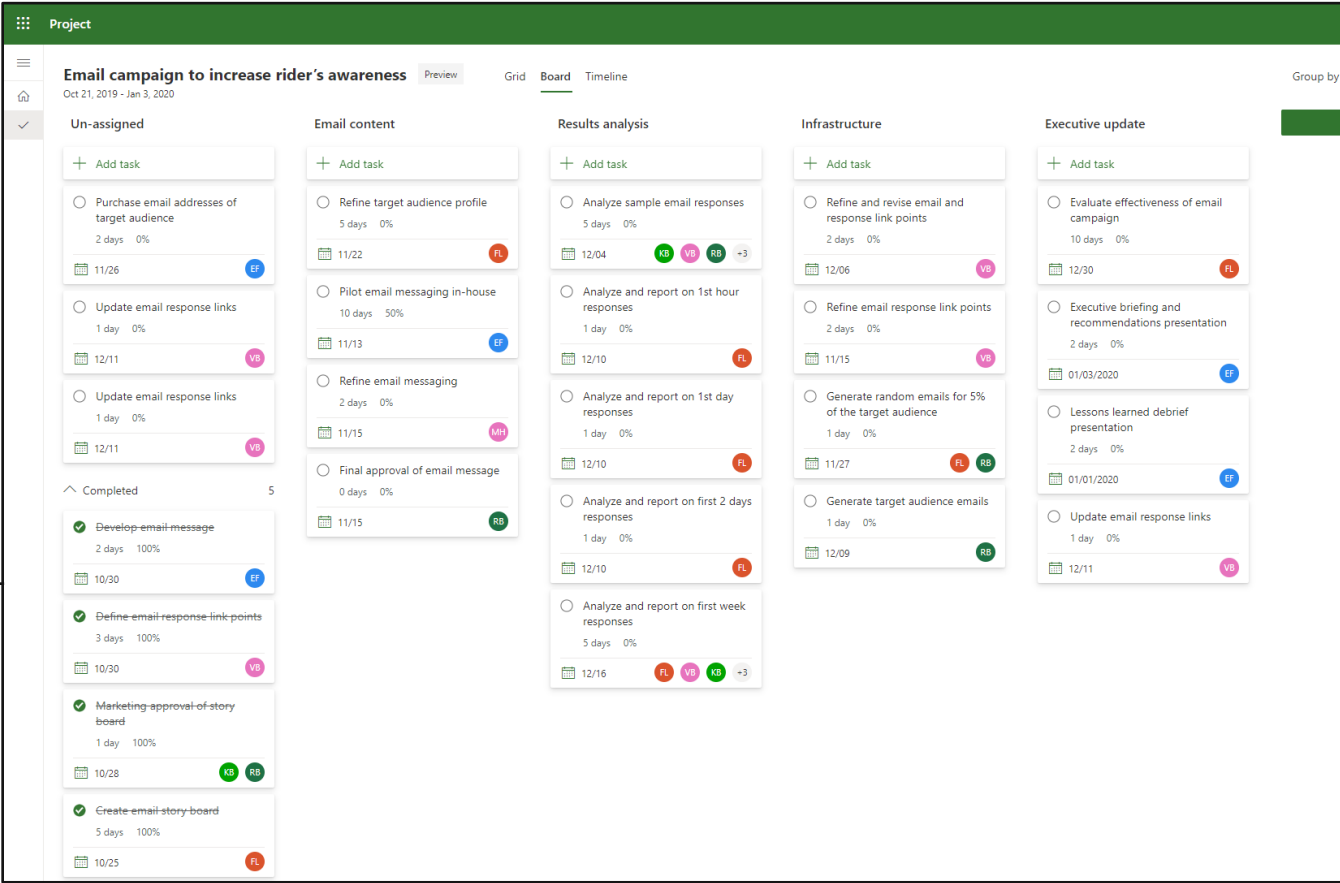 Project
Email campaign to increase rider's awareness
Preview
Grid
Board
Timeline
Group by
Oct 21, 2019 - Jan 3, 2020
Un-assigned
Add task
Purchase email addresses of
target audience
2 days 0%
11/26 EF
Update email response links
1 day 0%
12/11 VB
Update email response links
1 day 0%
12/11 VB
Completed 5
Develop email message
2 days 100%
10/30 EF
Define email response link points
3 days 100%
10/30 VB
Marketing approval of story
board
1 day 100%
10/28 KB RB
Create email story board
5 days 100%
10/25 FL
Email content
Add task
Refine target audience profile
5 days 0%
11/22 FL
Pilot email messaging in-house
10 days 50%
11/13 EF
Refine email messaging
2 days 0%
11/15 MH
Final approval of email message
0 days 0%
11/15 RB
Results analysis
Add task
Analyze sample email responses
5 days 0%
12/04 KB VB RB +3
Analyze and report on 1st hour
responses
1 day 0%
12/10 FL
Analyze and report on 1st day
responses
1 day 0%
12/10 FL
Analyze and report on first 2 days
responses
1 day 0%
12/10 FL
Analyze and report on first week
responses
5 days 0%
12/16 FL VB KB +3
Infrastructure
Add task
Refine and revise email and
response link points
2 days 0%
12/06 VB
Refine email response link points
2 days 0%
11/15 VB
Generate random emails for 5%
of the target audience
1 day 0%
11/27 FL RB
Generate target audience emails
1 day 0%
12/09 RB
Executive update
Add task
Evaluate effectiveness of email
campaign
10 days 0%
12/30 FL
Executive briefing and
recommendations presentation
2 days 0%
01/03/2020 EF
Lessons learned debrief
presentation
2 days 0%
01/01/2020 EF
Update email response links
1 day 0%
12/11 VB